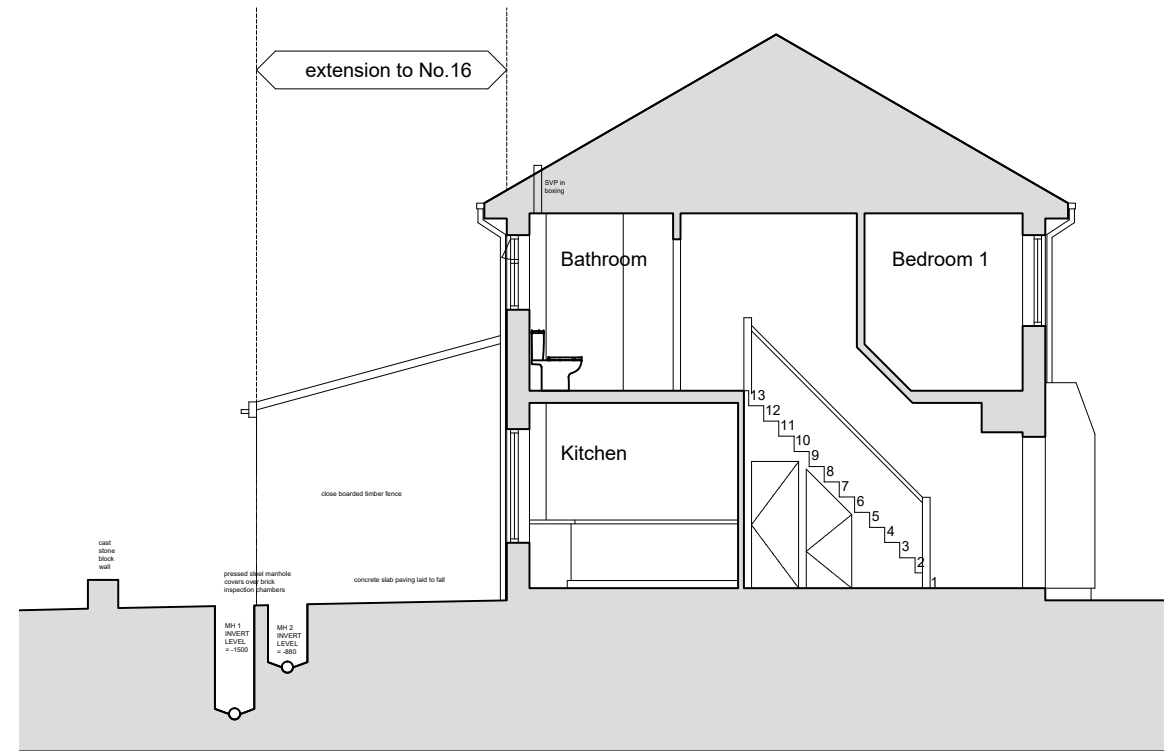 extension to No.16
SVP in
boxing
Bathroom
Bedroom 1
13
12
11
10
9
8
7
6
5
4
3
2
1
Kitchen
close boarded timber fence
cast
stone
block
wall
pressed steel manhole
covers over brick
inspection chambers
concrete slab paving laid to fall
MH 1
INVERT
LEVEL
= -1500
MH 2
INVERT
LEVEL
= -880